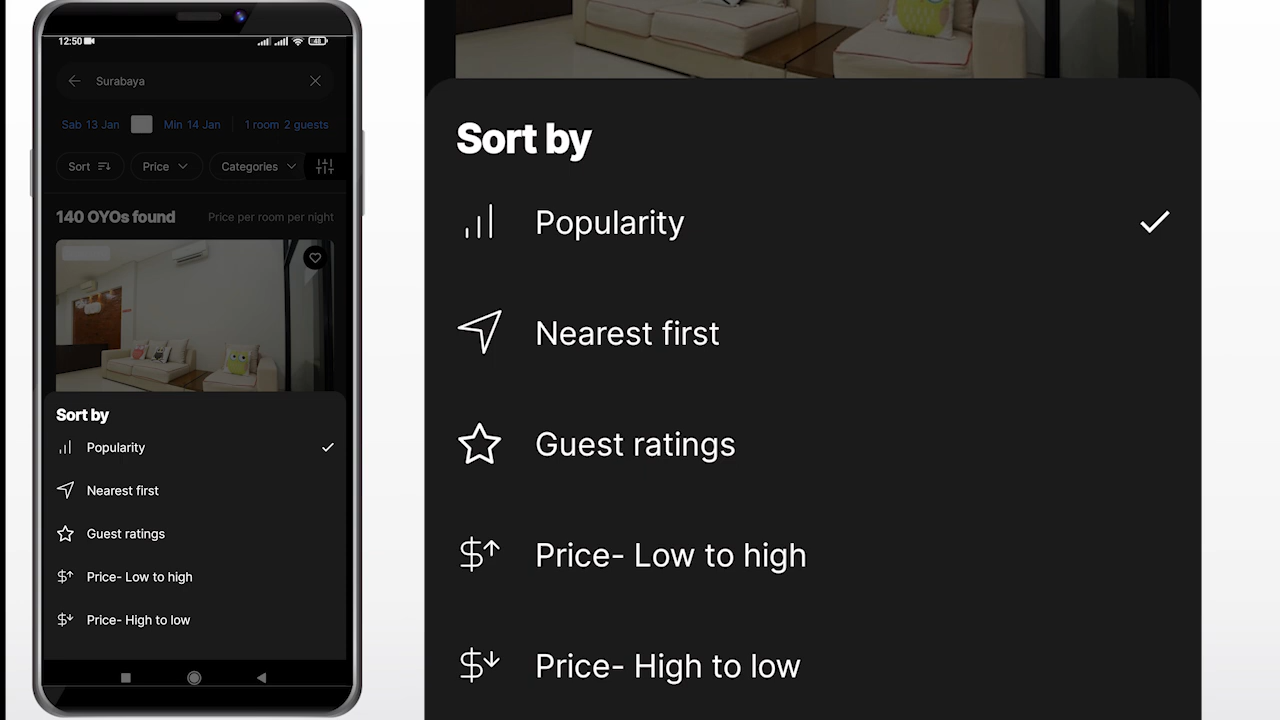 12:50
48
Surabaya
Sab 13 Jan
Min 14 Jan
1 room 2 guests
Sort
Price
Categories
140 OYOs found
Price per room per night
Sort by
Popularity
Nearest first
Guest ratings
Price- Low to high
Price- High to low
Sort by
Popularity
Nearest first
Guest ratings
Price- Low to high
Price- High to low